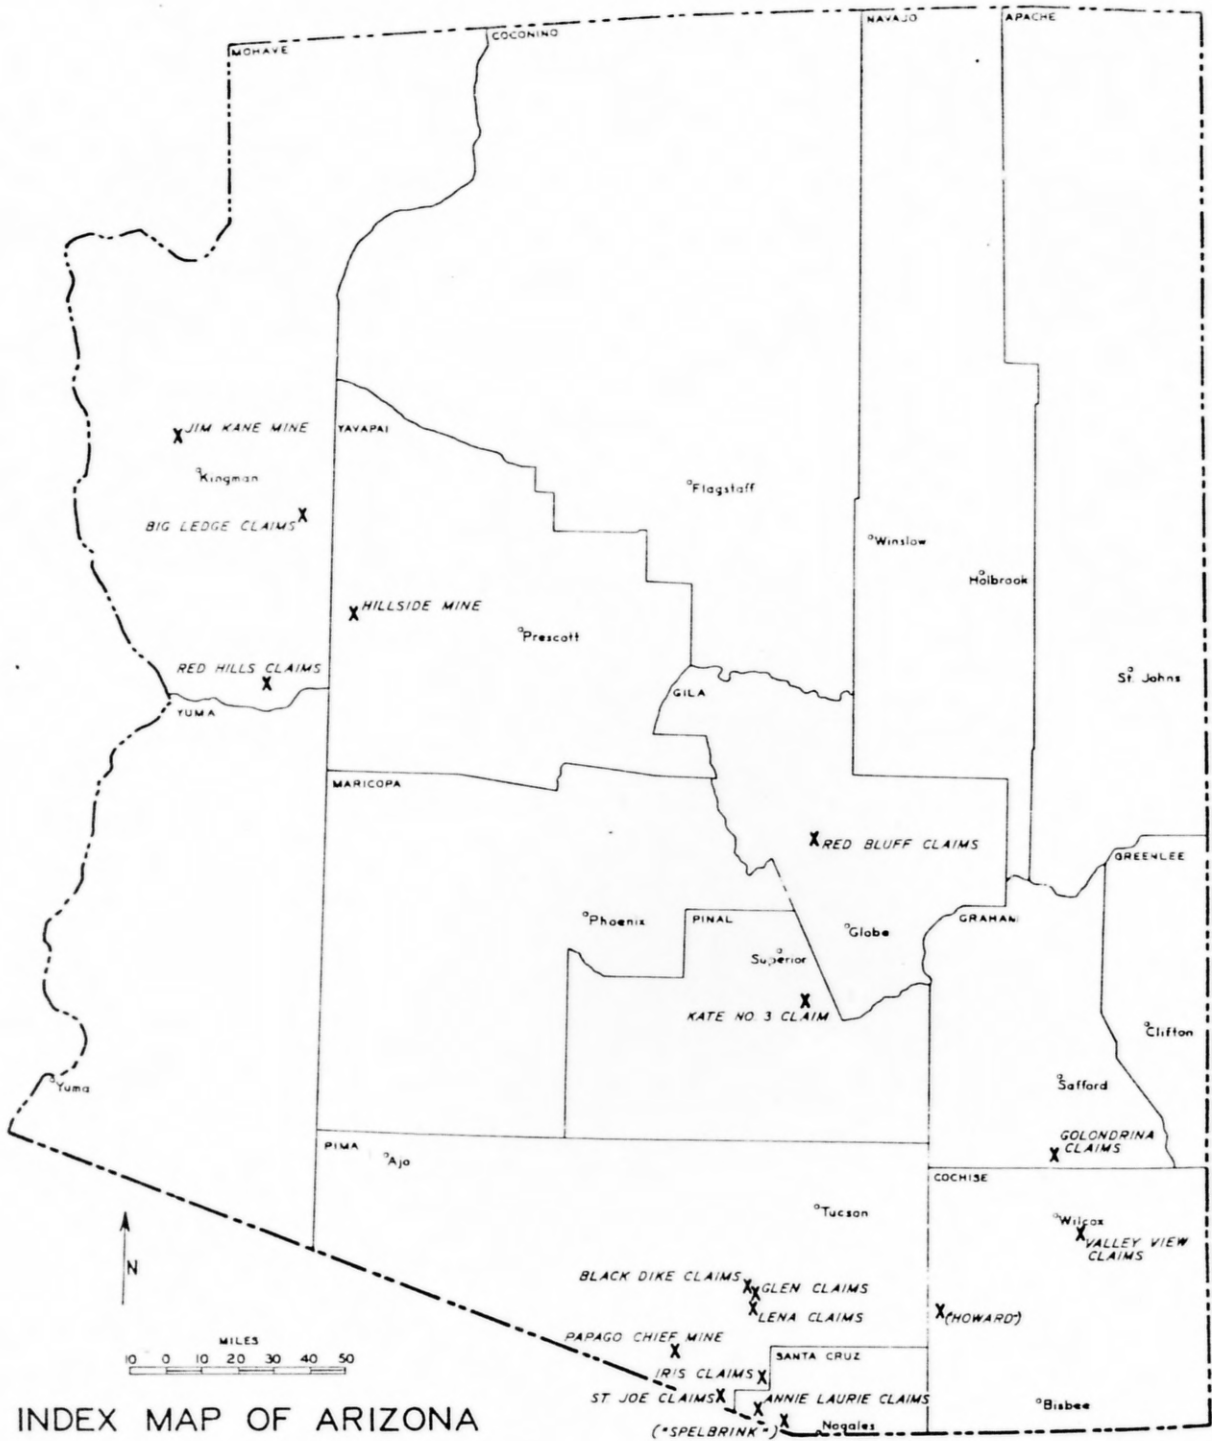 MOHAVE
COCONINO
NAVAJO
APACHE
JIM KANE MINE
YAVAPAI
Kingman
Flagstaff
BIG LEDGE CLAIMS
Winslow
Holbrook
HILLSIDE MINE
Prescott
RED HILLS CLAIMS
St. Johns
GILA
YUMA
MARICOPA
RED BLUFF CLAIMS
GREENLEE
Phoenix
PINAL
Globe
GRAHAM
Superior
KATE NO 3 CLAIM
Clifton
Yuma
Safford
GOLONDRINA
CLAIMS
PIMA
Ajo
COCHISE
Tucson
Wilcox
VALLEY VIEW
CLAIMS
N
BLACK DIKE CLAIMS
GLEN CLAIMS
LENA CLAIMS
("HOWARD")
PAPAGO CHIEF MINE
MILES
10 0 10 20 30 40 50
SANTA CRUZ
IRIS CLAIMS
ST JOE CLAIMS
ANNIE LAURIE CLAIMS
Bisbee
("SPELBRINK")
Nogales
INDEX MAP OF ARIZONA